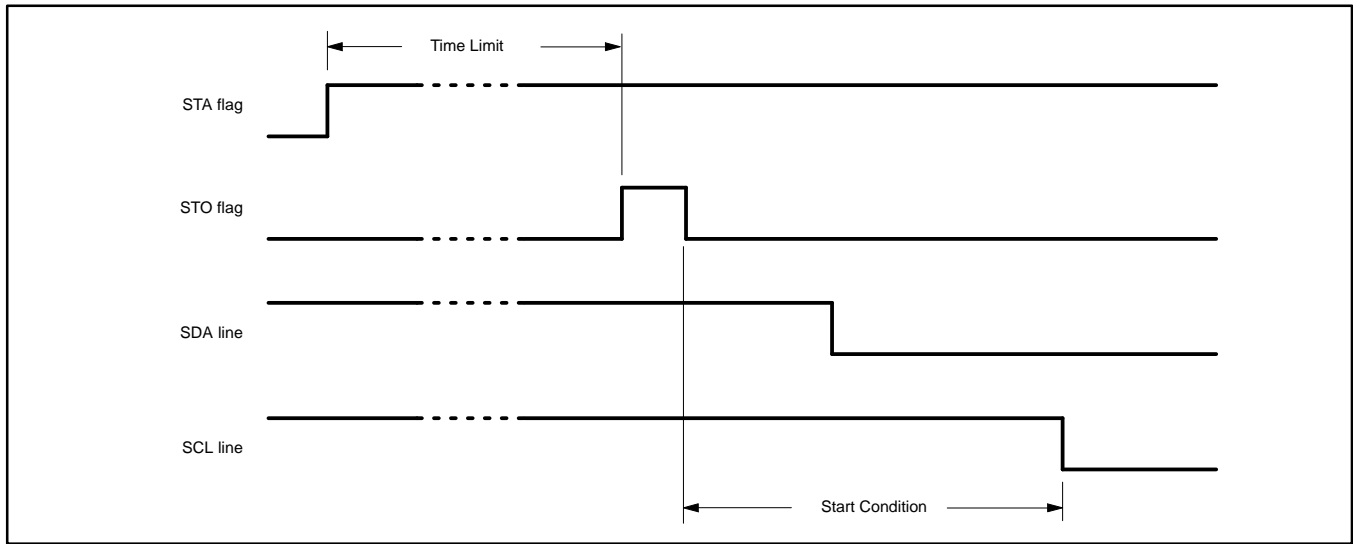 Time Limit
STA flag
STO flag
SDA line
SCL line
Start Condition